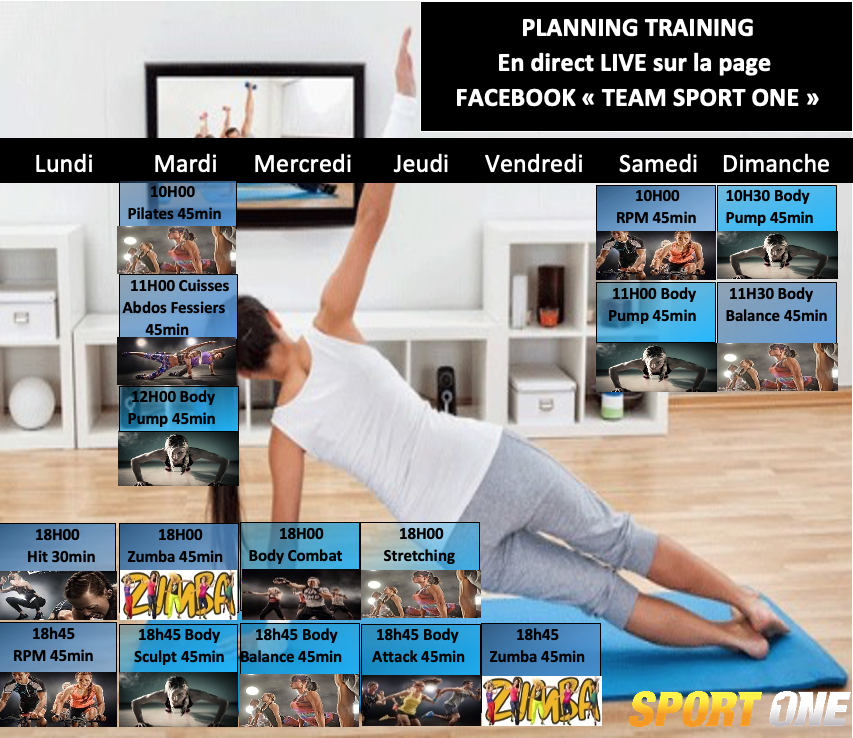 PLANNING TRAINING
En direct LIVE sur la page
FACEBOOK « TEAM SPORT ONE »
Lundi Mardi Mercredi Jeudi Vendredi Samedi Dimanche
10H00
Pilates 45min
10H00
RPM 45min
10H30 Body
Pump 45min
11H00 Cuisses
Abdos Fessiers
45min
11H00 Body
Pump 45min
11H30 Body
Balance 45min
12H00 Body
Pump 45min
18H00
Hit 30min
18H00
Zumba 45min
ZUMBA
18H00
Body Combat
18H00
Stretching
18h45
RPM 45min
18h45 Body
Sculpt 45min
18h45 Body
Balance 45min
18h45 Body
Attack 45min
18h45
Zumba 45min
ZUMBA
SPORT ONE